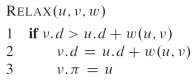 RELAX(u, v, w)
1 if v.d > u.d + w(u, v)
2 v.d = u.d + w(u, v)
3 v.π = u